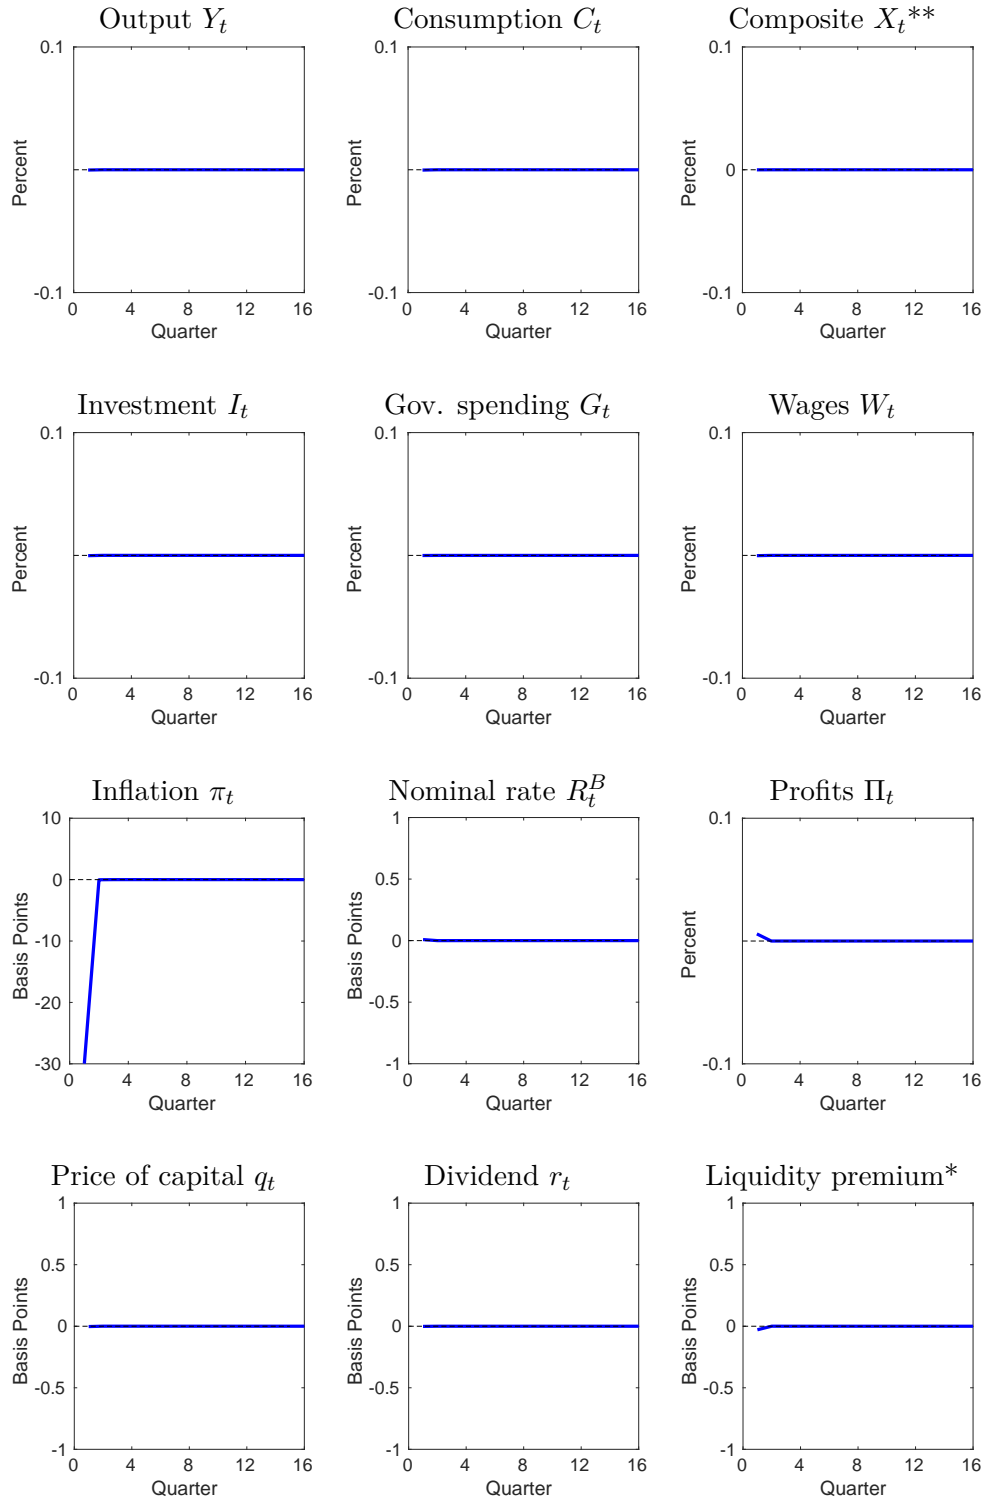 Output Y_t
0.1
Percent
-0.1
0 4 8 12 16
Quarter
Consumption C_t
0.1
Percent
-0.1
0 4 8 12 16
Quarter
Composite X_t**
0.1
0
Percent
-0.1
0 4 8 12 16
Quarter
Investment I_t
0.1
Percent
-0.1
0 4 8 12 16
Quarter
Gov. spending G_t
0.1
Percent
-0.1
0 4 8 12 16
Quarter
Wages W_t
0.1
Percent
-0.1
0 4 8 12 16
Quarter
Inflation π_t
10
0
-10
-20
-30
Basis Points
0 4 8 12 16
Quarter
Nominal rate R_t^B
1
0.5
0
-0.5
-1
Basis Points
0 4 8 12 16
Quarter
Profits Π_t
0.1
Percent
-0.1
0 4 8 12 16
Quarter
Price of capital q_t
1
0.5
0
-0.5
-1
Basis Points
0 4 8 12 16
Quarter
Dividend r_t
1
0.5
0
-0.5
-1
Basis Points
0 4 8 12 16
Quarter
Liquidity premium*
1
0.5
0
-0.5
-1
Basis Points
0 4 8 12 16
Quarter